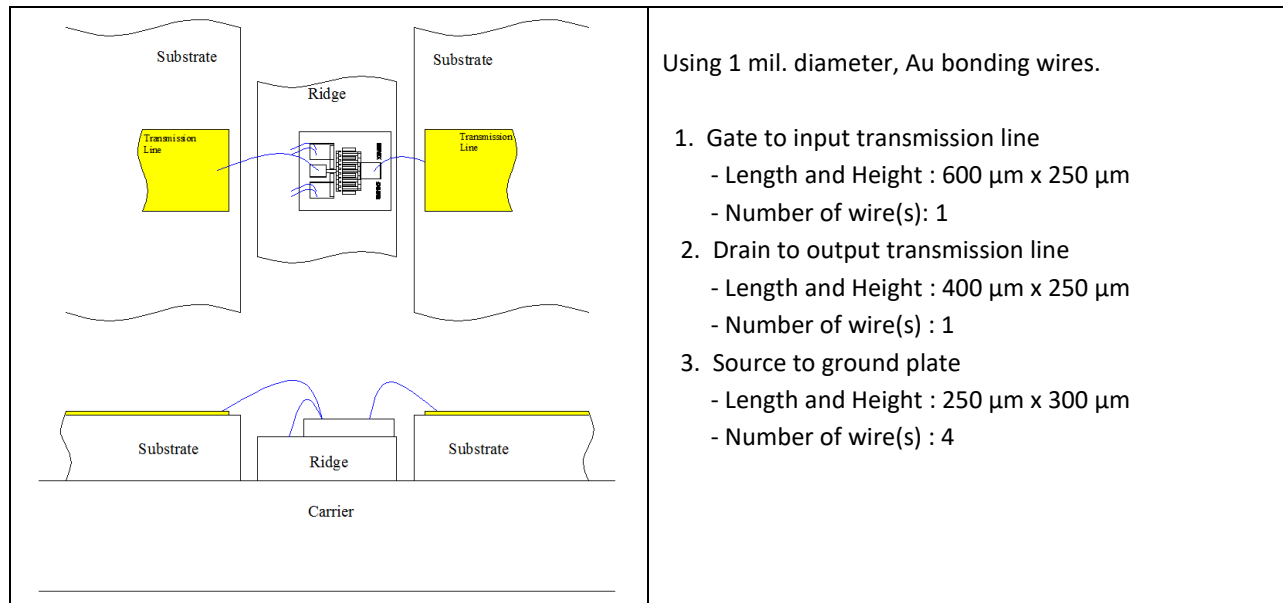 Substrate
Substrate
Ridge
Transmission
Line
Transmission
Line
Substrate
Ridge
Substrate
Carrier
Using 1 mil. diameter, Au bonding wires.
1. Gate to input transmission line
- Length and Height : 600 µm x 250 µm
- Number of wire(s): 1
2. Drain to output transmission line
- Length and Height : 400 µm x 250 µm
- Number of wire(s) : 1
3. Source to ground plate
- Length and Height : 250 µm x 300 µm
- Number of wire(s) : 4